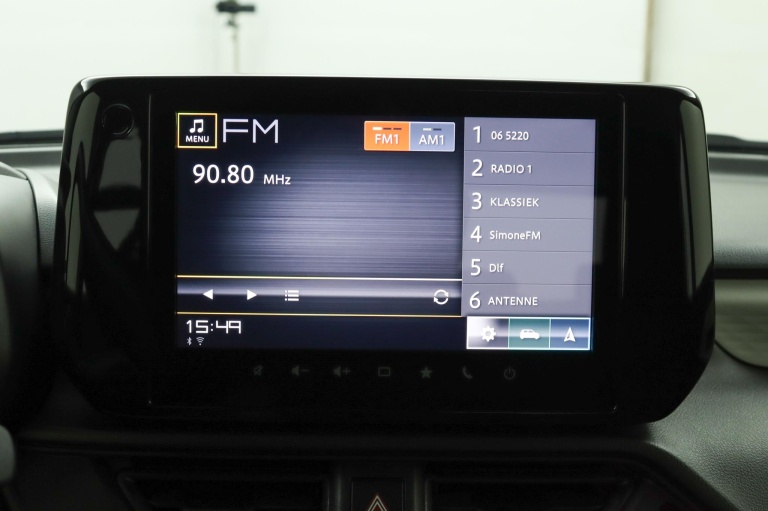 MENU
FM
FM1
AM1
90.80 MHz
1 06 5220
2 RADIO 1
3 KLASSIEK
4 SimoneFM
5 Dlf
6 ANTENNE
15:49